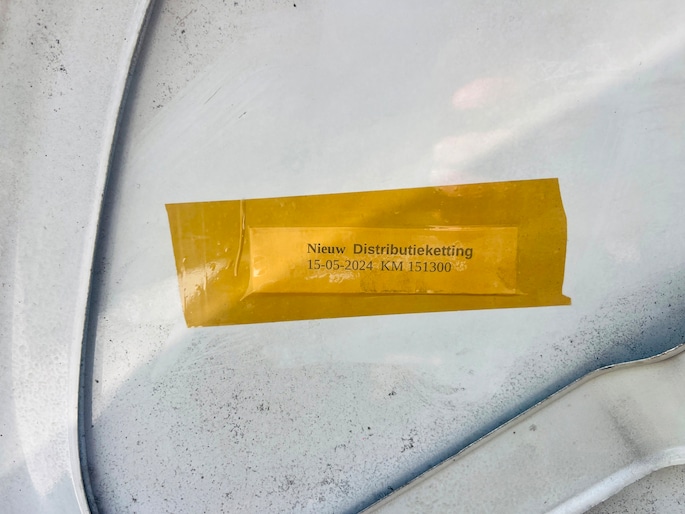 Nieuw Distributieketting
15-05-2024 KM 151300